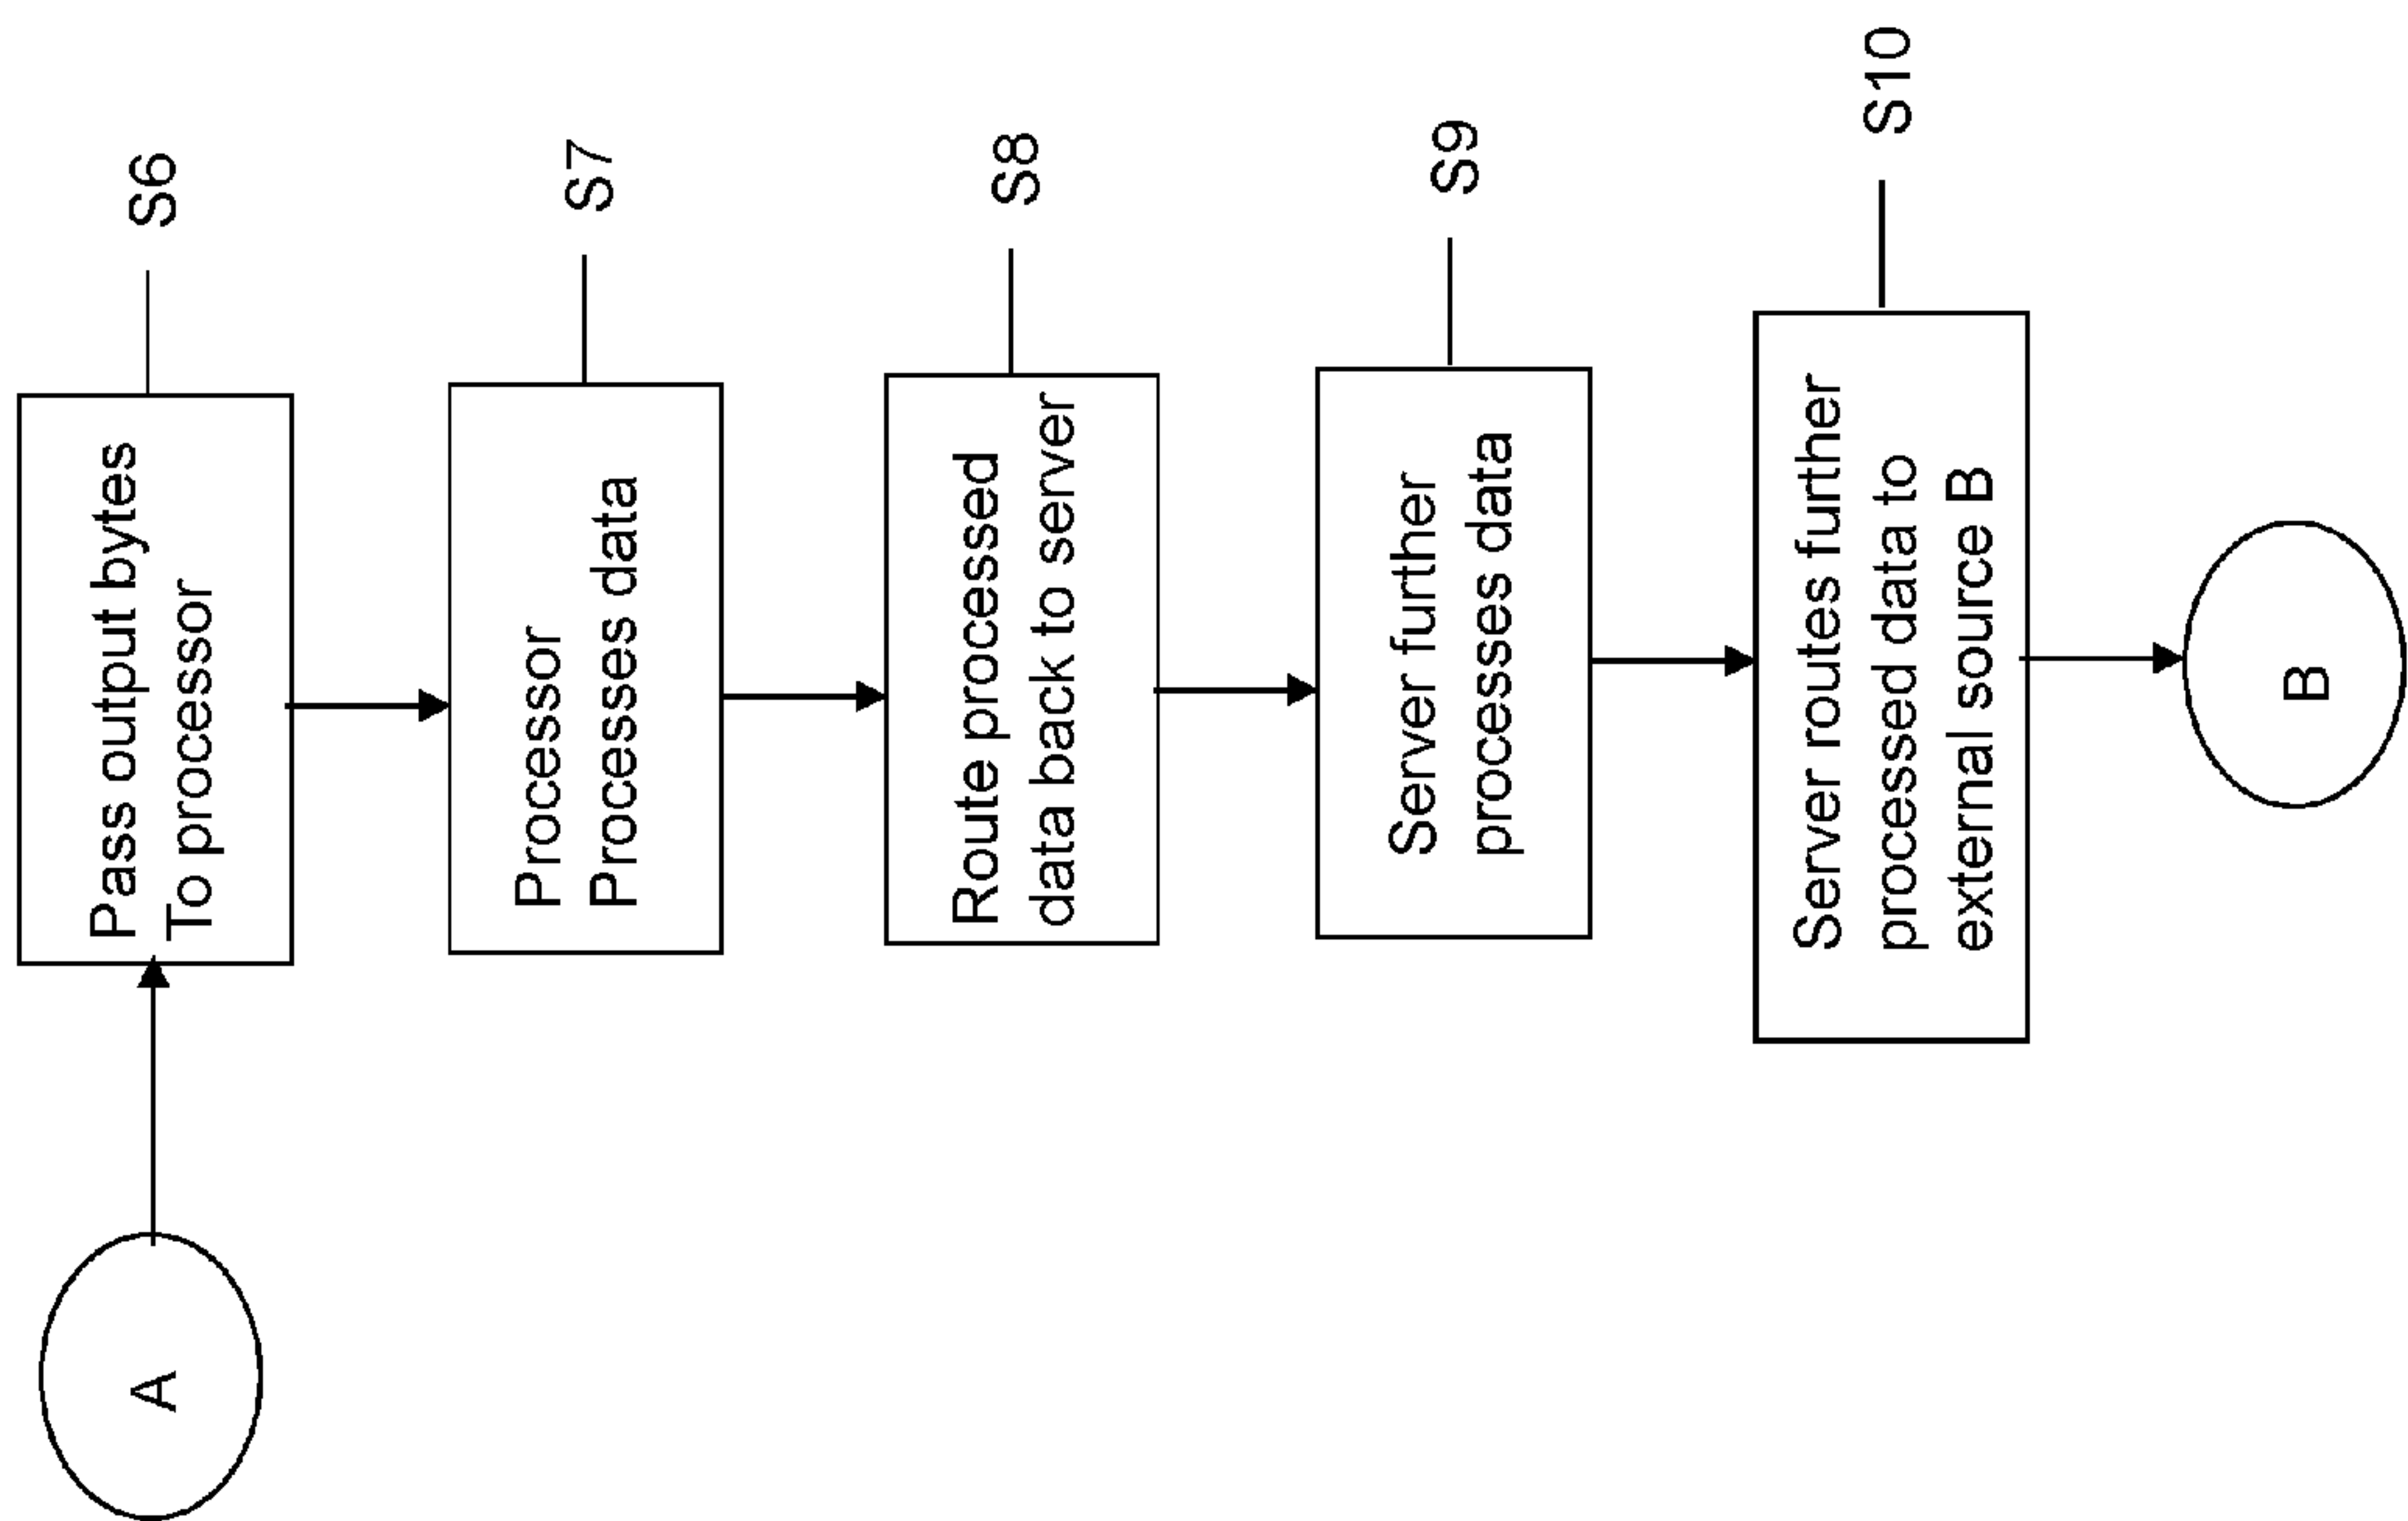 A
Pass output bytes
To processor
S6
Processor
Processes data
S7
Route processed
data back to server
S8
Server further
processes data
S9
Server routes further
processed data to
external source B
S10
B